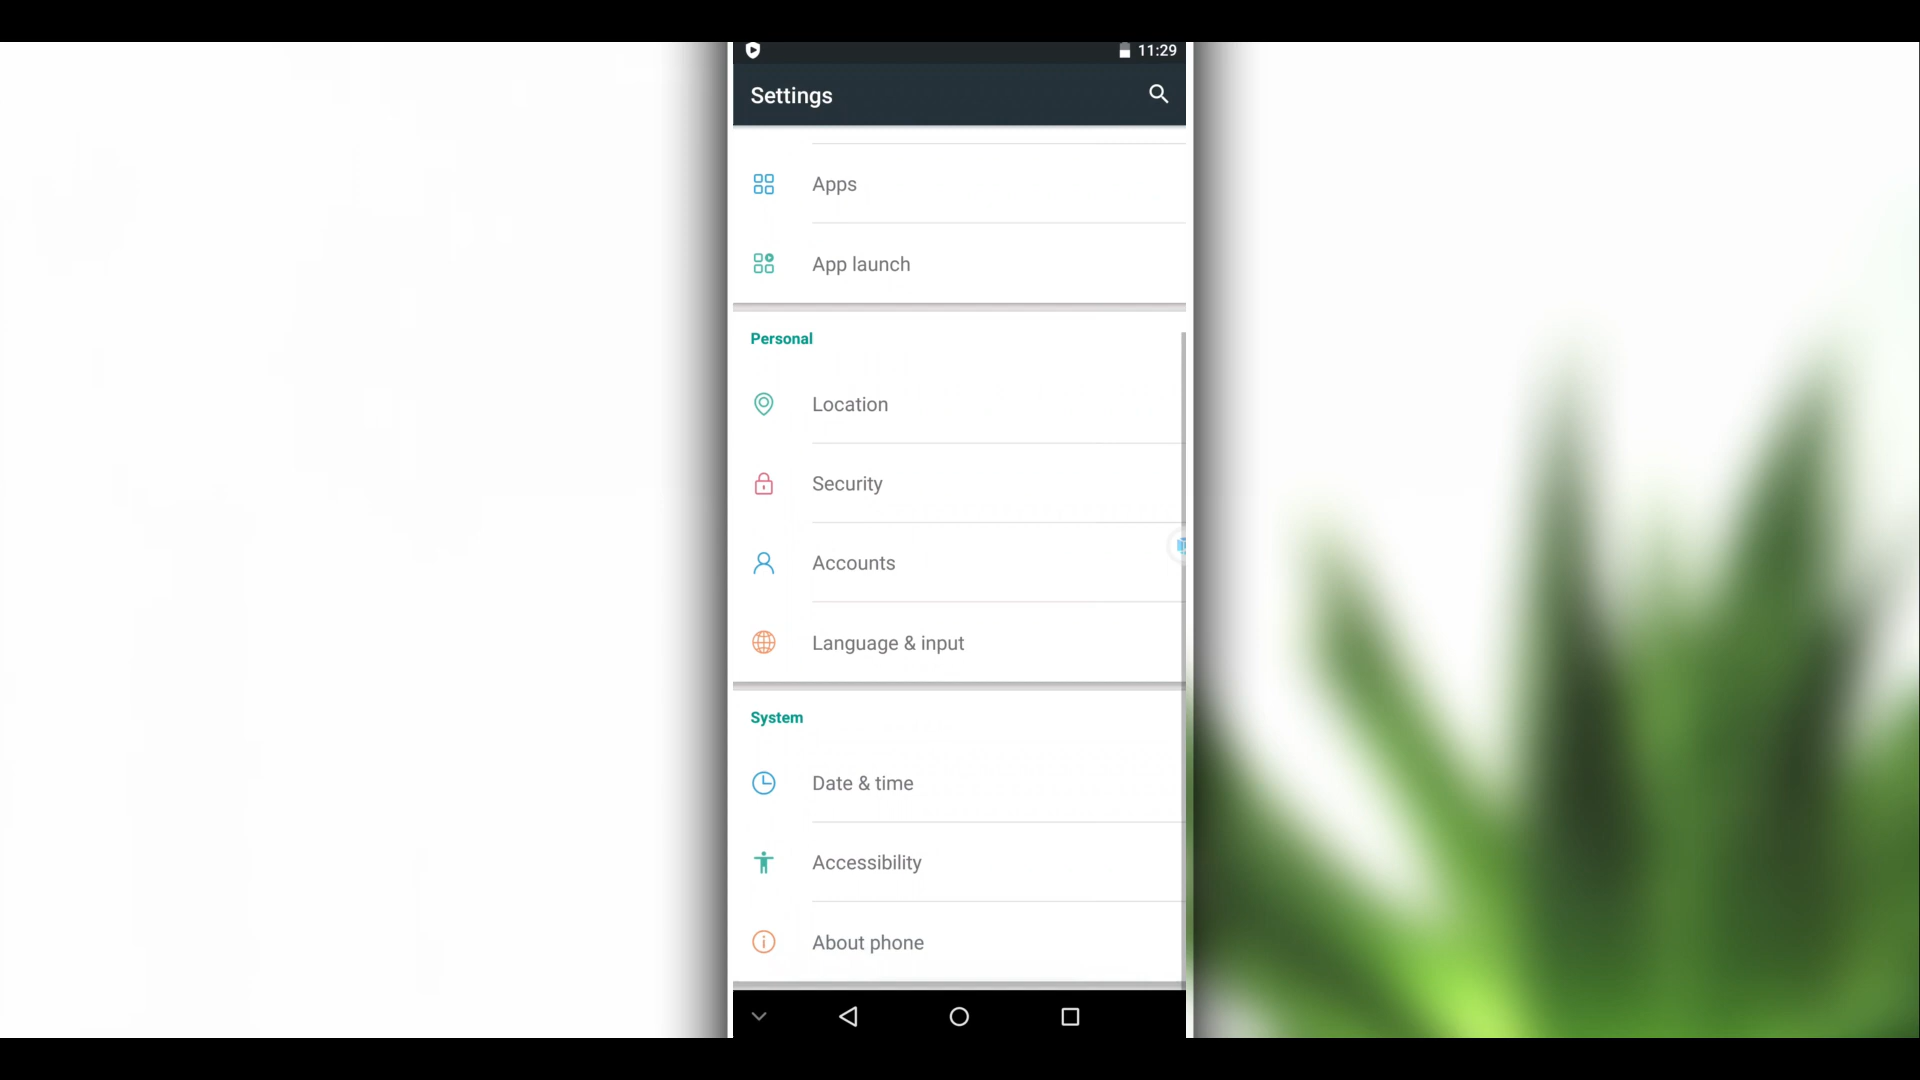 11:29
Settings
Apps
App launch
Personal
Location
Security
Accounts
Language & input
System
Date & time
Accessibility
About phone